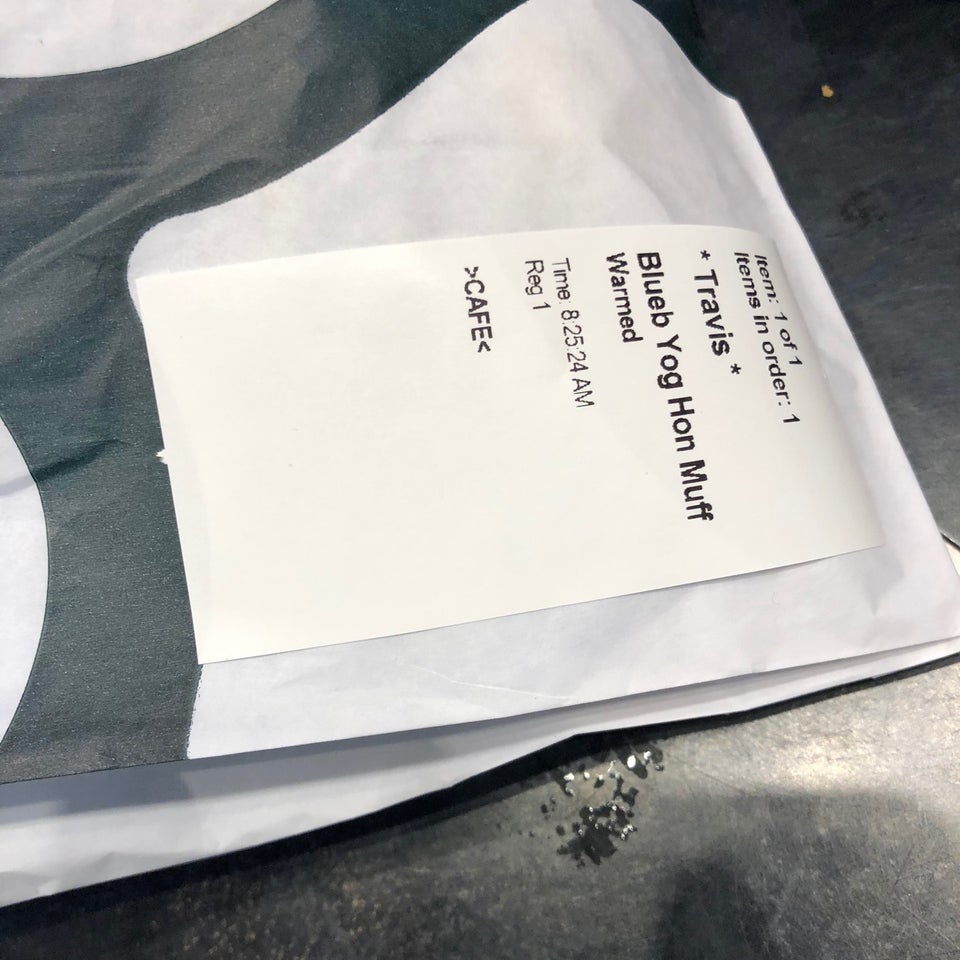 Item: 1 of 1
Items in order: 1
* Travis *
Blueb Yog Hon Muff
Warmed
Time: 8:25:24 AM
Reg 1
>CAFE<